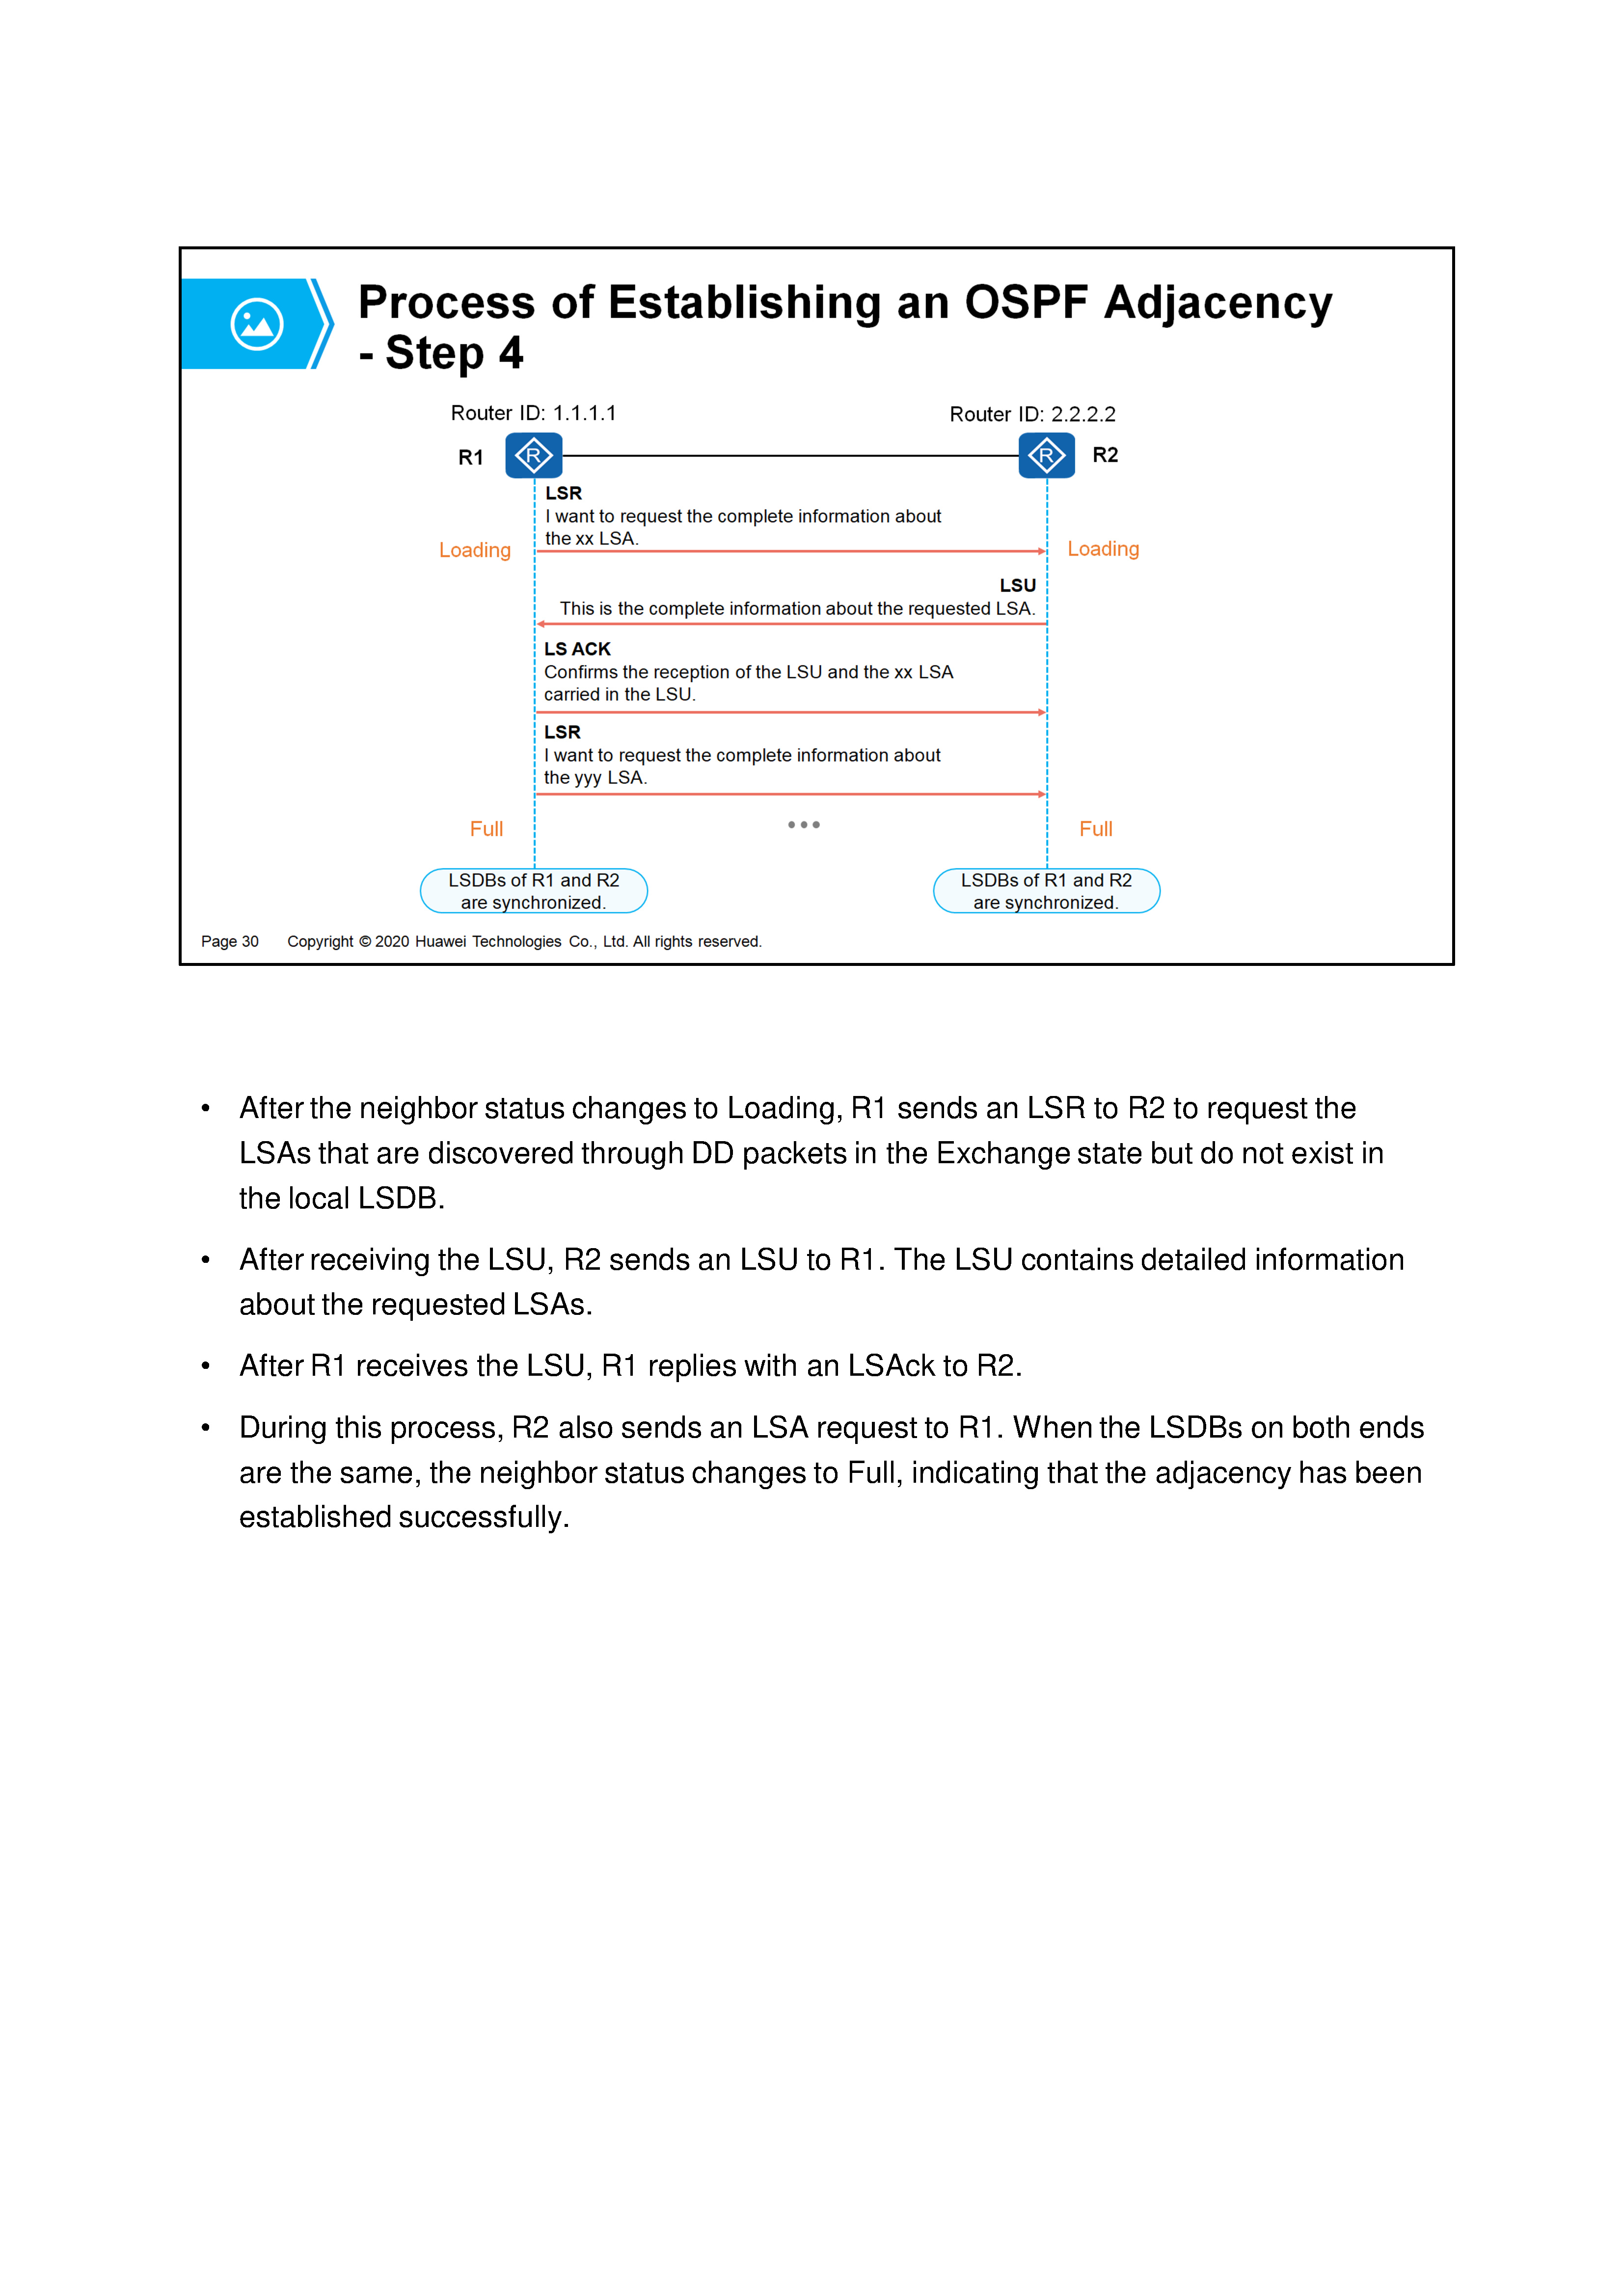 Process of Establishing an OSPF Adjacency
- Step 4
Router ID: 1.1.1.1
Router ID: 2.2.2.2
R1
R
R
R2
LSR
I want to request the complete information about
the xx LSA.
Loading
Loading
LSU
This is the complete information about the requested LSA.
LS ACK
Confirms the reception of the LSU and the xx LSA
carried in the LSU.
LSR
I want to request the complete information about
the yyy LSA.
Full
Full
LSDBs of R1 and R2
are synchronized.
LSDBs of R1 and R2
are synchronized.
Page 30 Copyright © 2020 Huawei Technologies Co., Ltd. All rights reserved.
• After the neighbor status changes to Loading, R1 sends an LSR to R2 to request the
LSAs that are discovered through DD packets in the Exchange state but do not exist in
the local LSDB.
• After receiving the LSU, R2 sends an LSU to R1. The LSU contains detailed information
about the requested LSAs.
• After R1 receives the LSU, R1 replies with an LSAck to R2.
• During this process, R2 also sends an LSA request to R1. When the LSDBs on both ends
are the same, the neighbor status changes to Full, indicating that the adjacency has been
established successfully.